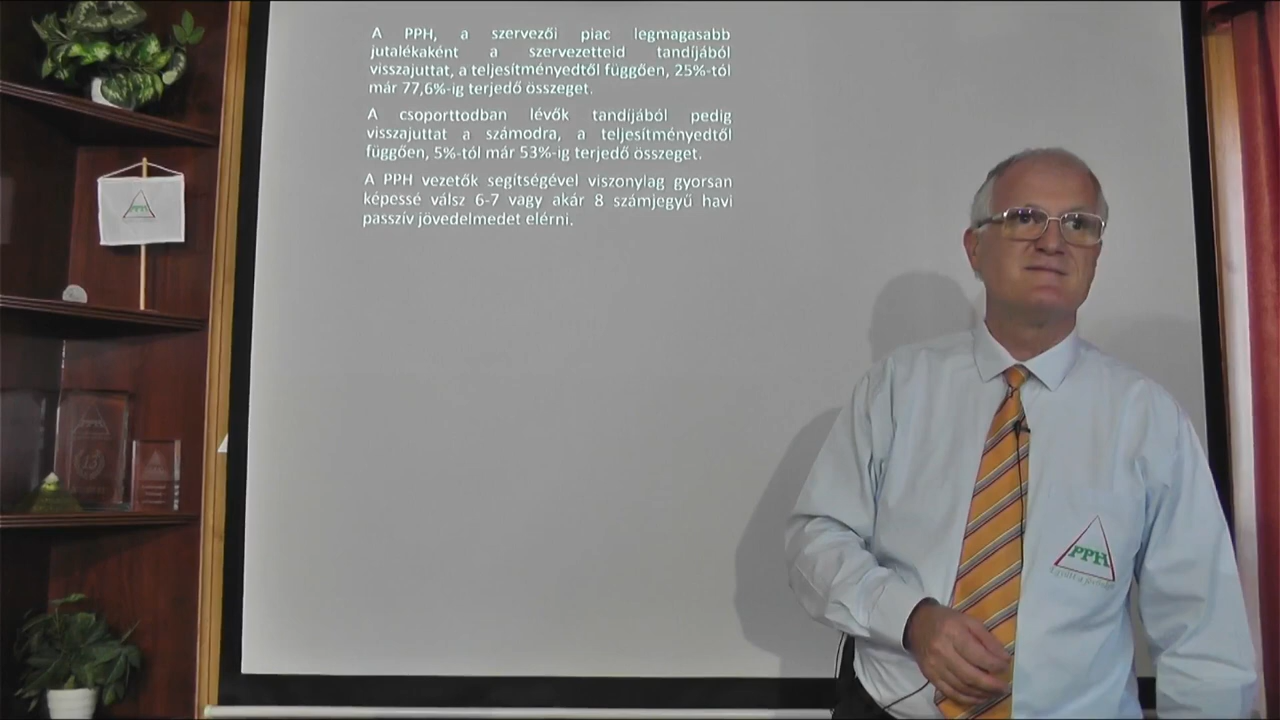 A PPH, a szervezői piac legmagasabb
jutalékaként a szervezetteid tandíjából
visszajuttat, a teljesítményedtől függően, 25%-tól
már 77,6%-ig terjedő összeget.
A csoporttodban lévők tandíjából pedig
visszajuttat a számodra, a teljesítményedtől
függően, 5%-tól már 53%-ig terjedő összeget.
A PPH vezetők segítségével viszonylag gyorsan
képessé válsz 6-7 vagy akár 8 számjegyű havi
passzív jövedelmedet elérni.
PPH
PPH
15